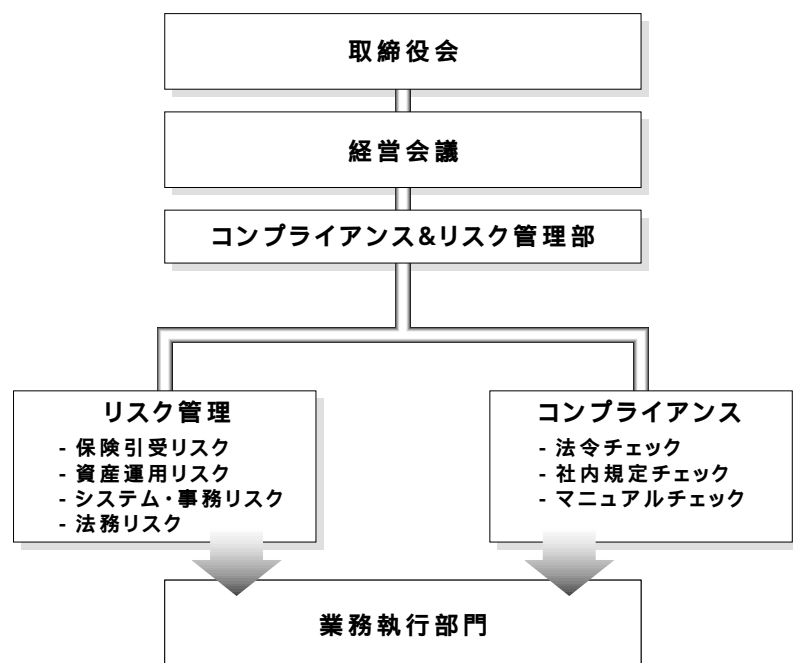 取締役会
経営会議
コンプライアンス&リスク管理部
リスク管理
- 保険引受リスク
- 資産運用リスク
- システム・事務リスク
- 法務リスク
コンプライアンス
- 法令チェック
- 社内規定チェック
- マニュアルチェック
業務執行部門